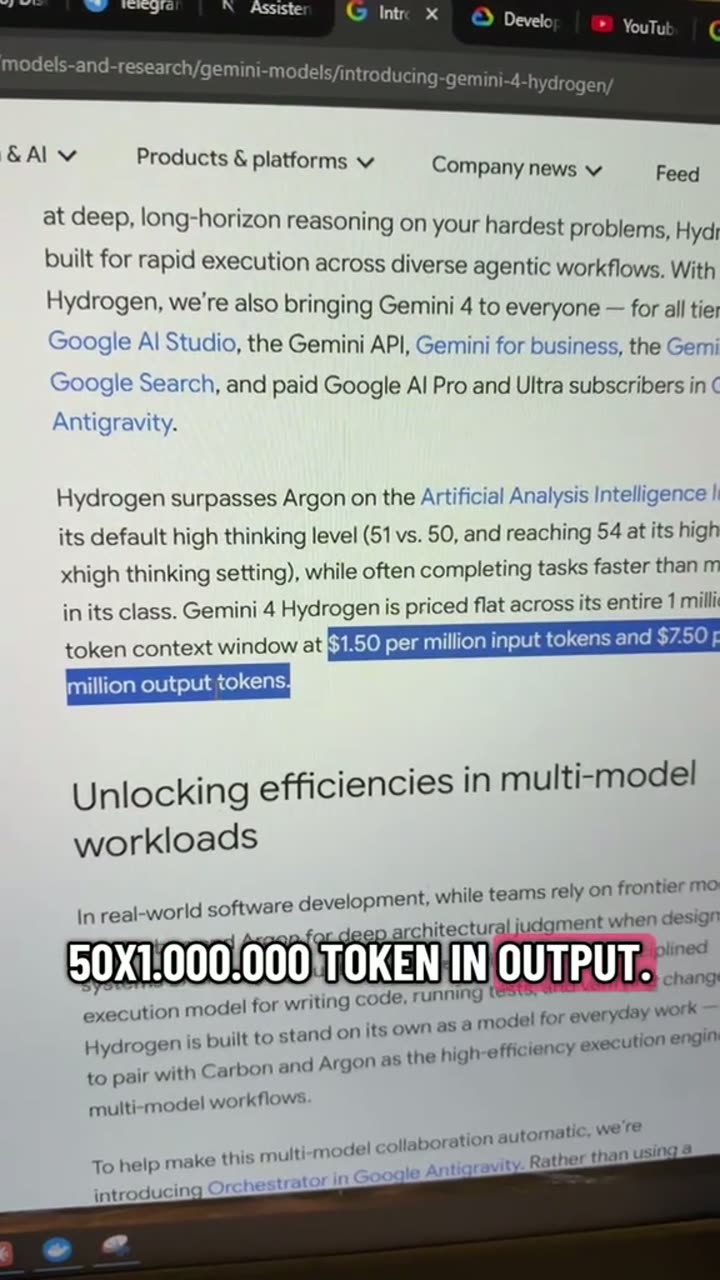 Telegran
Assisten
Intro
Develop
YouTub
/models-and-research/gemini-models/introducing-gemini-4-hydrogen/
& AI
Products & platforms
Company news
Feed
at deep, long-horizon reasoning on your hardest problems, Hydr
built for rapid execution across diverse agentic workflows. With
Hydrogen, we're also bringing Gemini 4 to everyone — for all tier
Google AI Studio, the Gemini API, Gemini for business, the Gemi
Google Search, and paid Google AI Pro and Ultra subscribers in
Antigravity.
Hydrogen surpasses Argon on the Artificial Analysis Intelligence
its default high thinking level (51 vs. 50, and reaching 54 at its high
xhigh thinking setting), while often completing tasks faster than m
in its class. Gemini 4 Hydrogen is priced flat across its entire 1 milli
token context window at $1.50 per million input tokens and $7.50 p
million output tokens.
Unlocking efficiencies in multi-model
workloads
In real-world software development, while teams rely on frontier mo
Argon for deep architectural judgment when design
plined
50X1.000.000 TOKEN IN OUTPUT.
execution model for writing code, running tests, and change
Hydrogen is built to stand on its own as a model for everyday work —
to pair with Carbon and Argon as the high-efficiency execution engin
multi-model workflows.
To help make this multi-model collaboration automatic, we're
introducing Orchestrator in Google Antigravity. Rather than using a